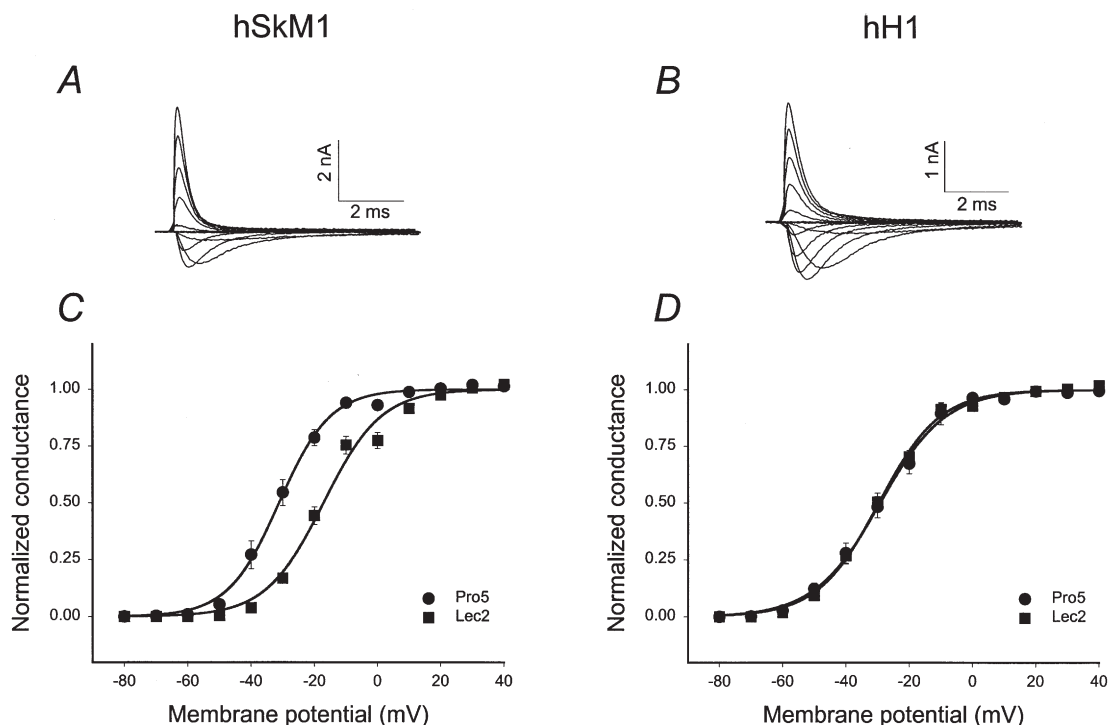 hSkM1
hH1
A
B
2 nA
2 ms
1 nA
2 ms
C
D
Normalized conductance
1.00
0.75
0.50
0.25
0.00
Pro5
Lec2
-80 -60 -40 -20 0 20 40
Membrane potential (mV)
Normalized conductance
1.00
0.75
0.50
0.25
0.00
Pro5
Lec2
-80 -60 -40 -20 0 20 40
Membrane potential (mV)